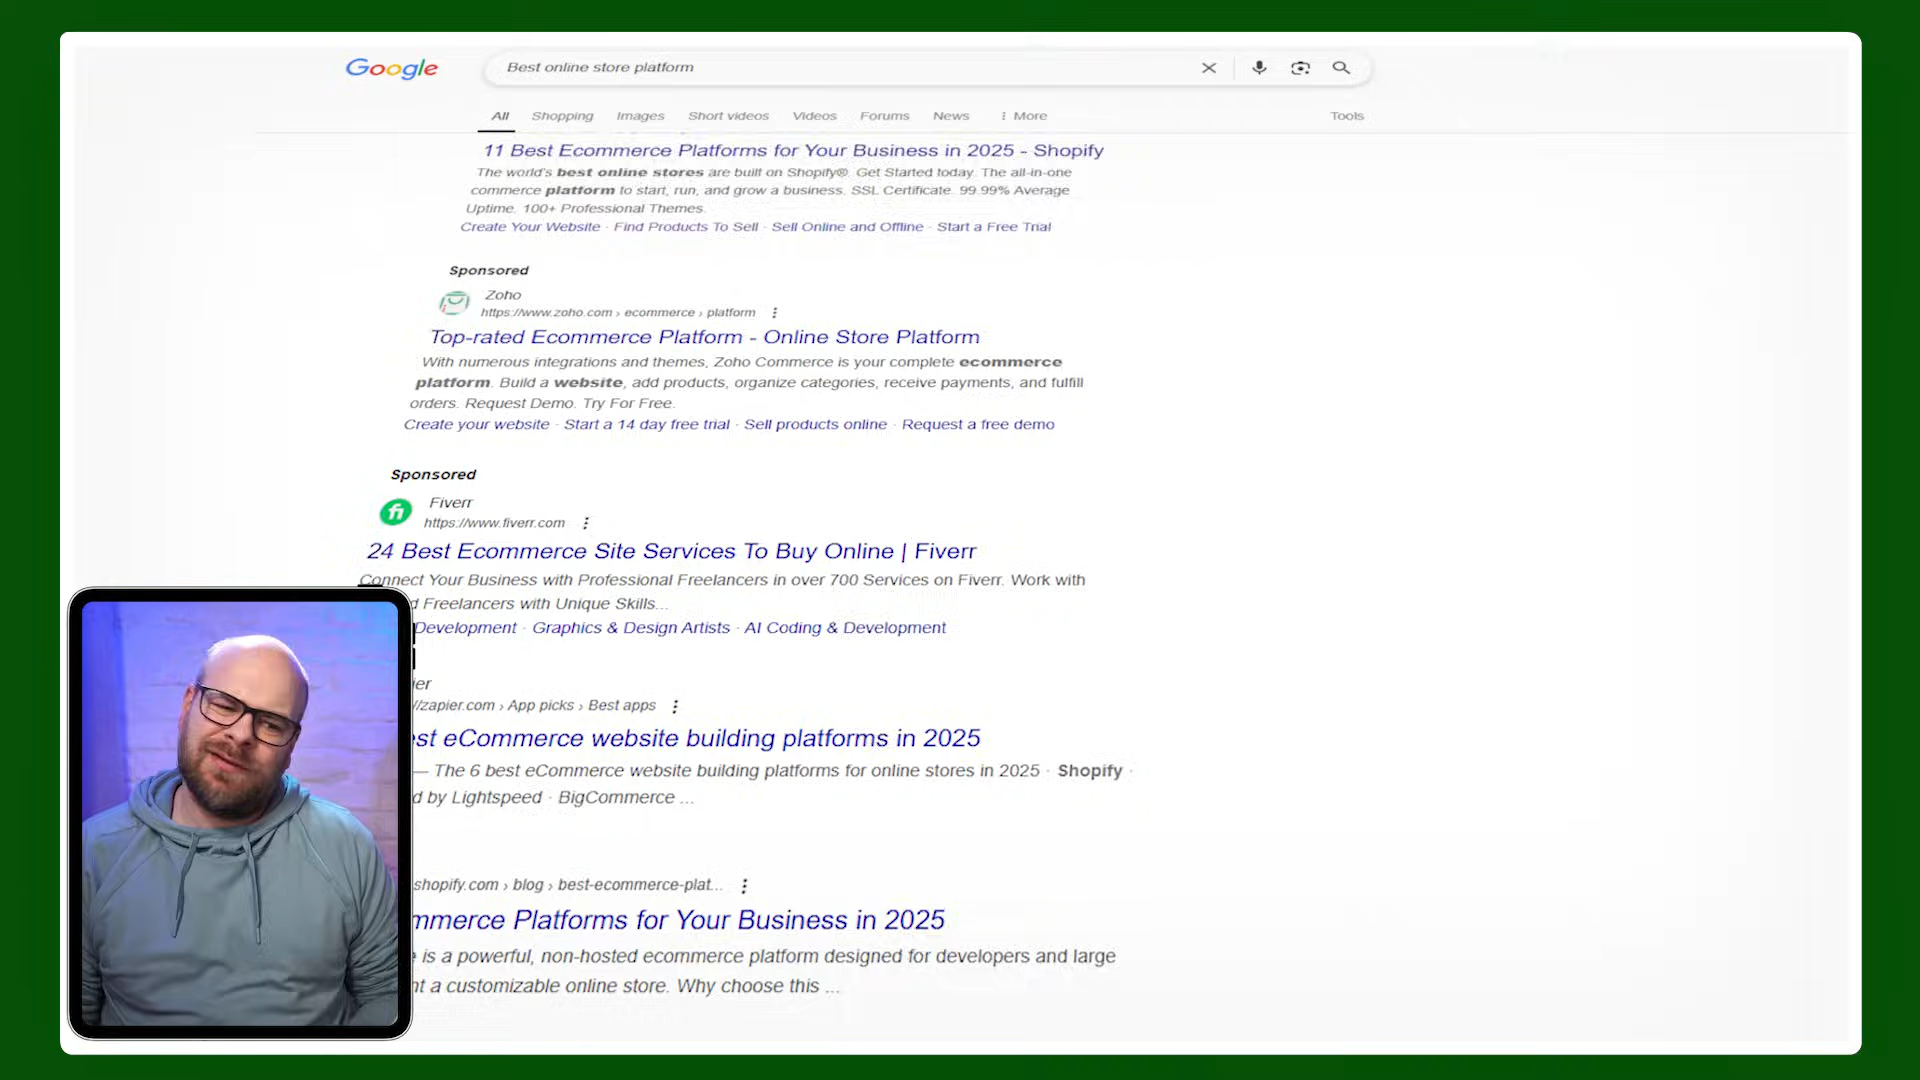 Google
Best online store platform
All Shopping Images Short videos Videos Forums News More Tools
11 Best Ecommerce Platforms for Your Business in 2025 - Shopify
The world's best online stores are built on Shopify®. Get Started today. The all-in-one
commerce platform to start, run, and grow a business. SSL Certificate. 99.99% Average
Uptime. 100+ Professional Themes.
Create Your Website · Find Products To Sell · Sell Online and Offline · Start a Free Trial
Sponsored
Zoho
https://www.zoho.com › ecommerce › platform
Top-rated Ecommerce Platform - Online Store Platform
With numerous integrations and themes, Zoho Commerce is your complete ecommerce
platform. Build a website, add products, organize categories, receive payments, and fulfill
orders. Request Demo. Try For Free.
Create your website · Start a 14 day free trial · Sell products online · Request a free demo
Sponsored
fi
Fiverr
https://www.fiverr.com
24 Best Ecommerce Site Services To Buy Online | Fiverr
Connect Your Business with Professional Freelancers in over 700 Services on Fiverr. Work with
d Freelancers with Unique Skills...
Development · Graphics & Design Artists · AI Coding & Development
ier
/zapier.com › App picks › Best apps
st eCommerce website building platforms in 2025
— The 6 best eCommerce website building platforms for online stores in 2025 · Shopify ·
d by Lightspeed · BigCommerce ...
shopify.com › blog › best-ecommerce-plat...
mmerce Platforms for Your Business in 2025
is a powerful, non-hosted ecommerce platform designed for developers and large
t a customizable online store. Why choose this ...